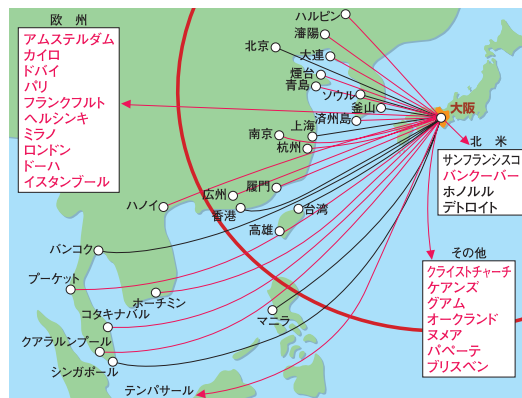 欧 州
アムステルダム
カイロ
ドバイ
パリ
フランクフルト
ヘルシンキ
ミラノ
ロンドン
ドーハ
イスタンブール
ハルビン
瀋陽
北京
大連
煙台
青島
ソウル
釜山
済州島
大阪
南京
上海
杭州
北 米
サンフランシスコ
バンクーバー
ホノルル
デトロイト
ハノイ
広州
履門
香港
台湾
高雄
バンコク
プーケット
ホーチミン
コタキナバル
マニラ
クアラルンプール
シンガポール
テンパサール
その他
クライストチャーチ
ケアンズ
グアム
オークランド
ヌメア
パペーテ
ブリスベン